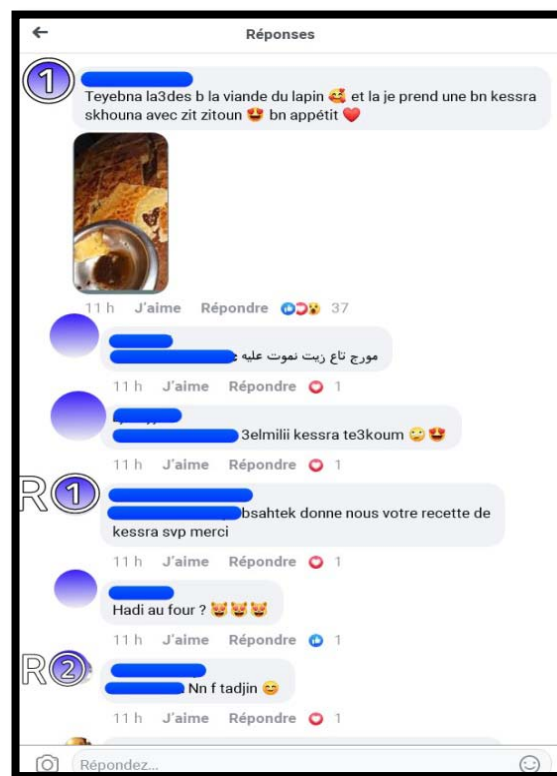 Réponses
1
Teyebna la3des b la viande du lapin 🥰 et la je prend une bn kessra
skhouna avec zit zitoun 🤩 bn appétit ❤️
11 h J'aime Répondre 37
مورج تاع زيت نموت عليه
11 h J'aime Répondre 1
3elmilii kessra te3koum 🙄 🤩
11 h J'aime Répondre 1
R 1
bsahtek donne nous votre recette de
kessra svp merci
11 h J'aime Répondre 1
Hadi au four ? 😻 😻 😻
11 h J'aime Répondre 1
R 2
Nn f tadjin 😊
11 h J'aime Répondre 1
Répondez...